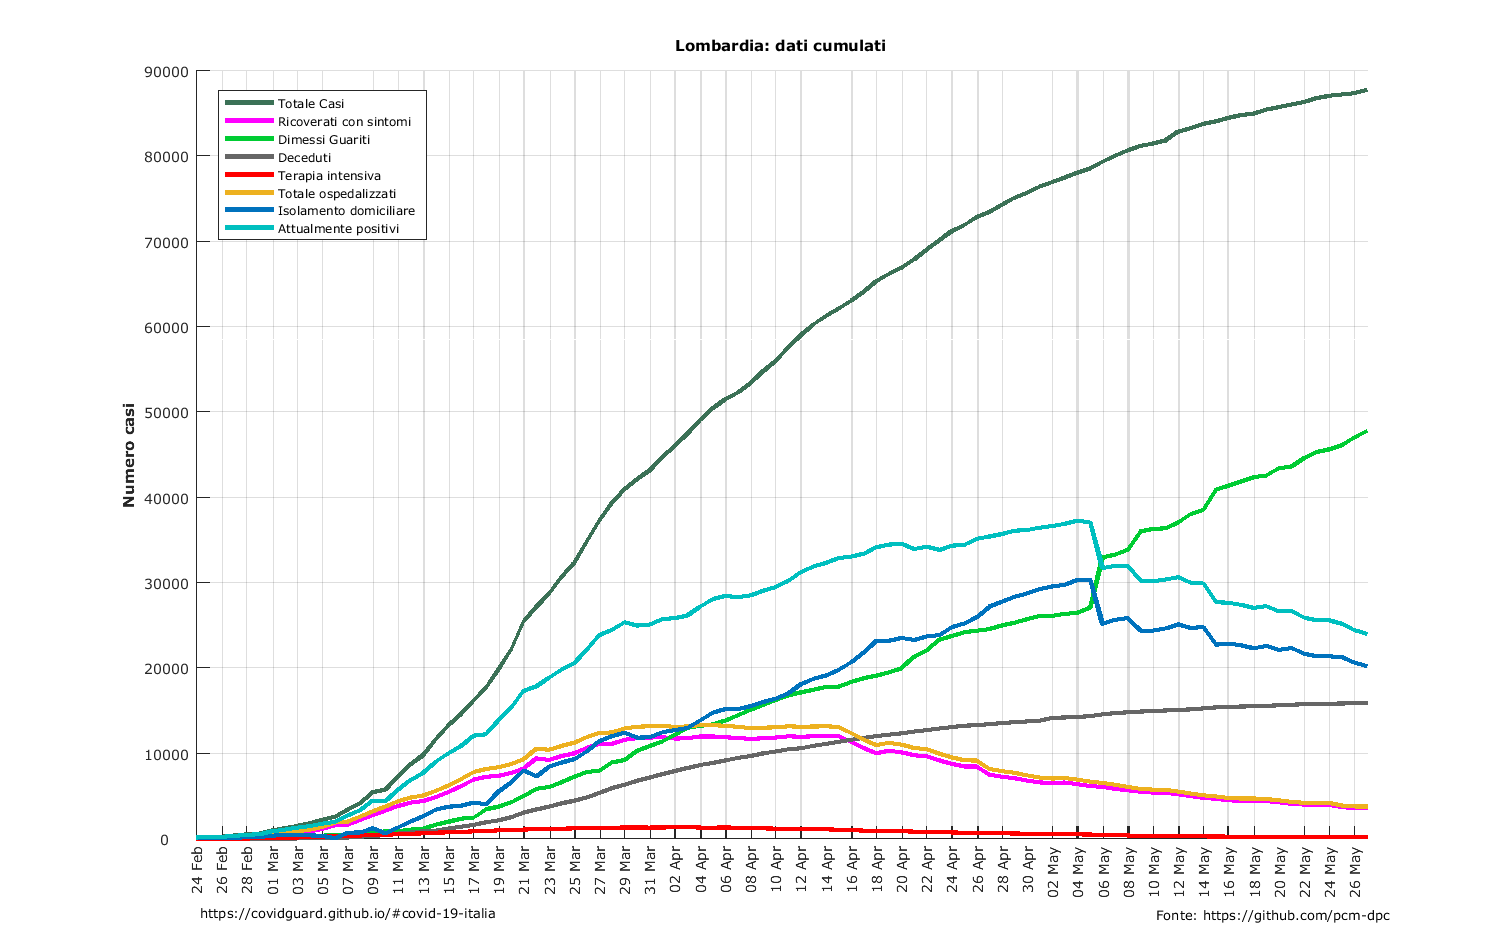 Lombardia: dati cumulati
Numero casi
90000
80000
70000
60000
50000
40000
30000
20000
10000
0
Totale Casi
Ricoverati con sintomi
Dimessi Guariti
Deceduti
Terapia intensiva
Totale ospedalizzati
Isolamento domiciliare
Attualmente positivi
24 Feb
26 Feb
28 Feb
01 Mar
03 Mar
05 Mar
07 Mar
09 Mar
11 Mar
13 Mar
15 Mar
17 Mar
19 Mar
21 Mar
23 Mar
25 Mar
27 Mar
29 Mar
31 Mar
02 Apr
04 Apr
06 Apr
08 Apr
10 Apr
12 Apr
14 Apr
16 Apr
18 Apr
20 Apr
22 Apr
24 Apr
26 Apr
28 Apr
30 Apr
02 May
04 May
06 May
08 May
10 May
12 May
14 May
16 May
18 May
20 May
22 May
24 May
26 May
https://covidguard.github.io/#covid-19-italia
Fonte: https://github.com/pcm-dpc